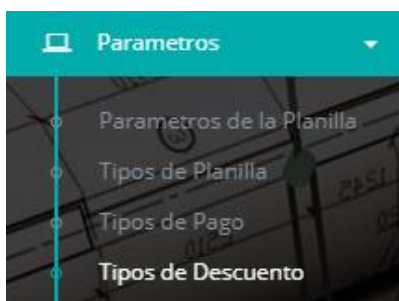 Parametros
Parametros de la Planilla
Tipos de Planilla
Tipos de Pago
Tipos de Descuento